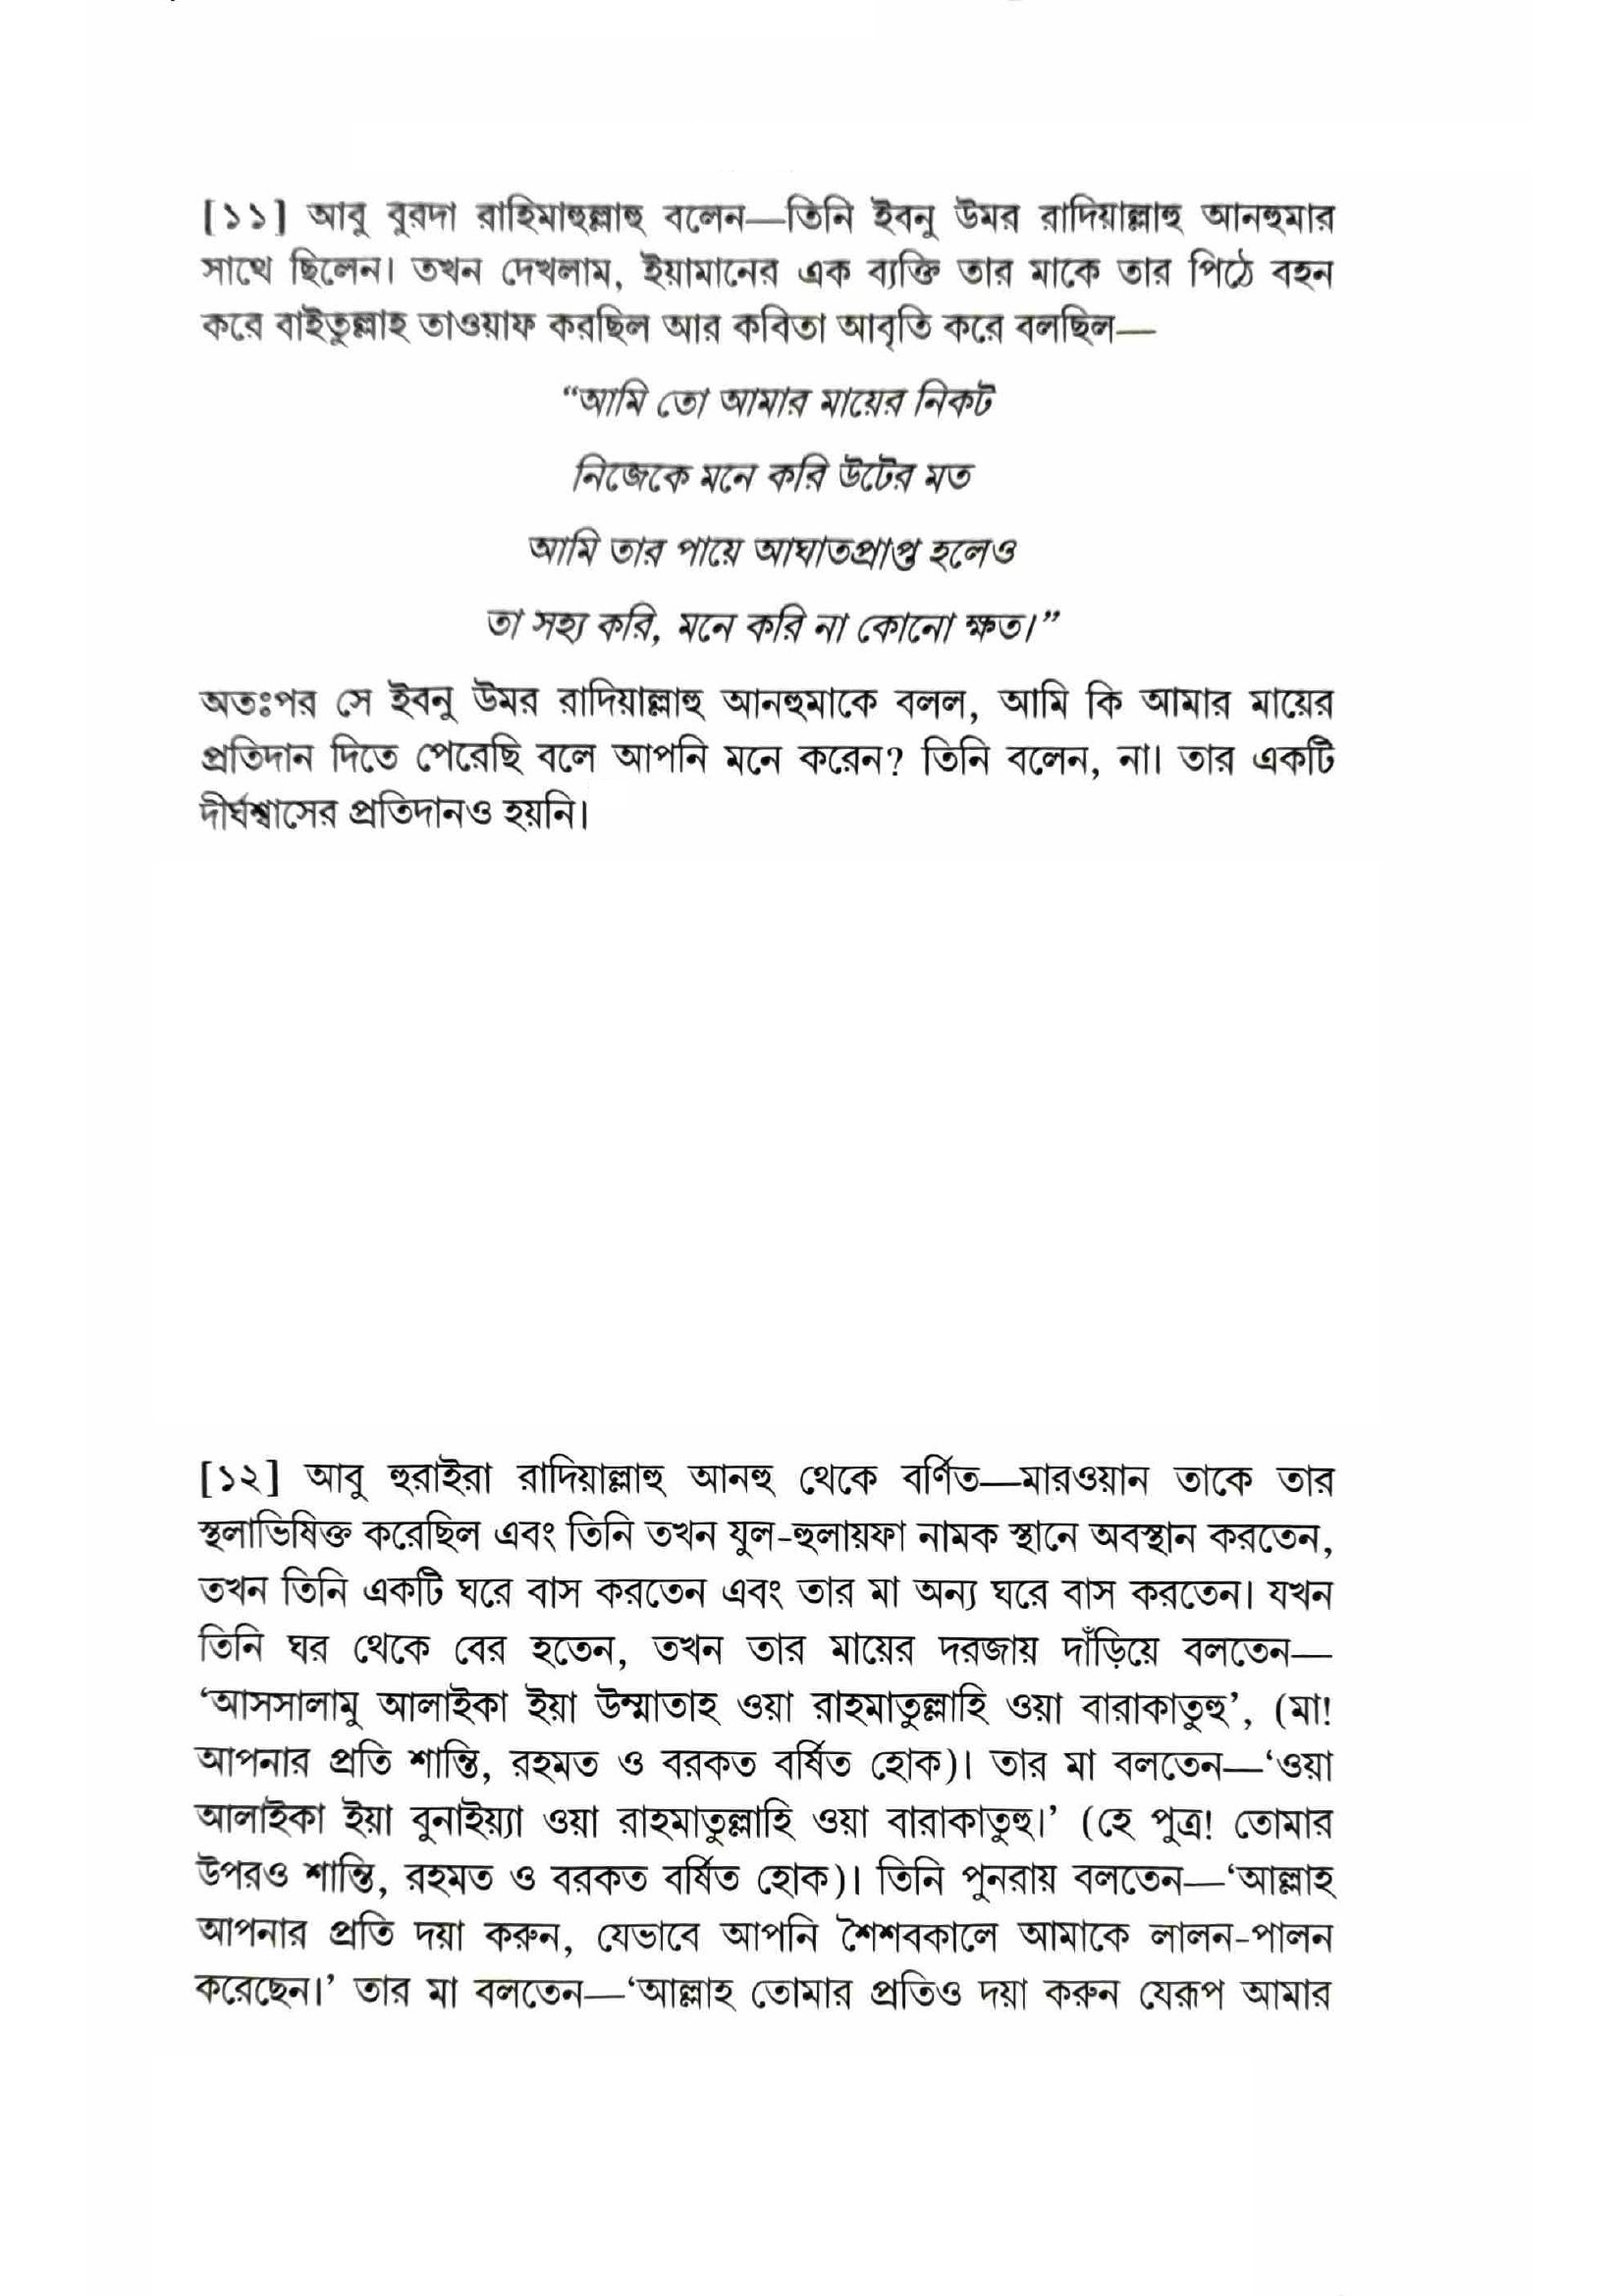 [১১] আবু বুরদা রাহিমাহুল্লাহু বলেন—তিনি ইবনু উমর রাদিয়াল্লাহু আনহুমার
সাথে ছিলেন। তখন দেখলাম, ইয়ামানের এক ব্যক্তি তার মাকে তার পিঠে বহন
করে বাইতুল্লাহ তাওয়াফ করছিল আর কবিতা আবৃতি করে বলছিল—
“আমি তো আমার মায়ের নিকট
নিজেকে মনে করি উটের মত
আমি তার পায়ে আঘাতপ্রাপ্ত হলেও
তা সহ্য করি, মনে করি না কোনো ক্ষত।”
অতঃপর সে ইবনু উমর রাদিয়াল্লাহু আনহুমাকে বলল, আমি কি আমার মায়ের
প্রতিদান দিতে পেরেছি বলে আপনি মনে করেন? তিনি বলেন, না। তার একটি
দীর্ঘশ্বাসের প্রতিদানও হয়নি।
[১২] আবু হুরাইরা রাদিয়াল্লাহু আনহু থেকে বর্ণিত—মারওয়ান তাকে তার
স্থলাভিষিক্ত করেছিল এবং তিনি তখন যুল-হুলায়ফা নামক স্থানে অবস্থান করতেন,
তখন তিনি একটি ঘরে বাস করতেন এবং তার মা অন্য ঘরে বাস করতেন। যখন
তিনি ঘর থেকে বের হতেন, তখন তার মায়ের দরজায় দাঁড়িয়ে বলতেন—
‘আসসালামু আলাইকা ইয়া উম্মাতাহ ওয়া রাহমাতুল্লাহি ওয়া বারাকাতুহু’, (মা!
আপনার প্রতি শান্তি, রহমত ও বরকত বর্ষিত হোক)। তার মা বলতেন—‘ওয়া
আলাইকা ইয়া বুনাইয়্যা ওয়া রাহমাতুল্লাহি ওয়া বারাকাতুহু।’ (হে পুত্র! তোমার
উপরও শান্তি, রহমত ও বরকত বর্ষিত হোক)। তিনি পুনরায় বলতেন—‘আল্লাহ
আপনার প্রতি দয়া করুন, যেভাবে আপনি শৈশবকালে আমাকে লালন-পালন
করেছেন।’ তার মা বলতেন—‘আল্লাহ তোমার প্রতিও দয়া করুন যেরূপ আমার